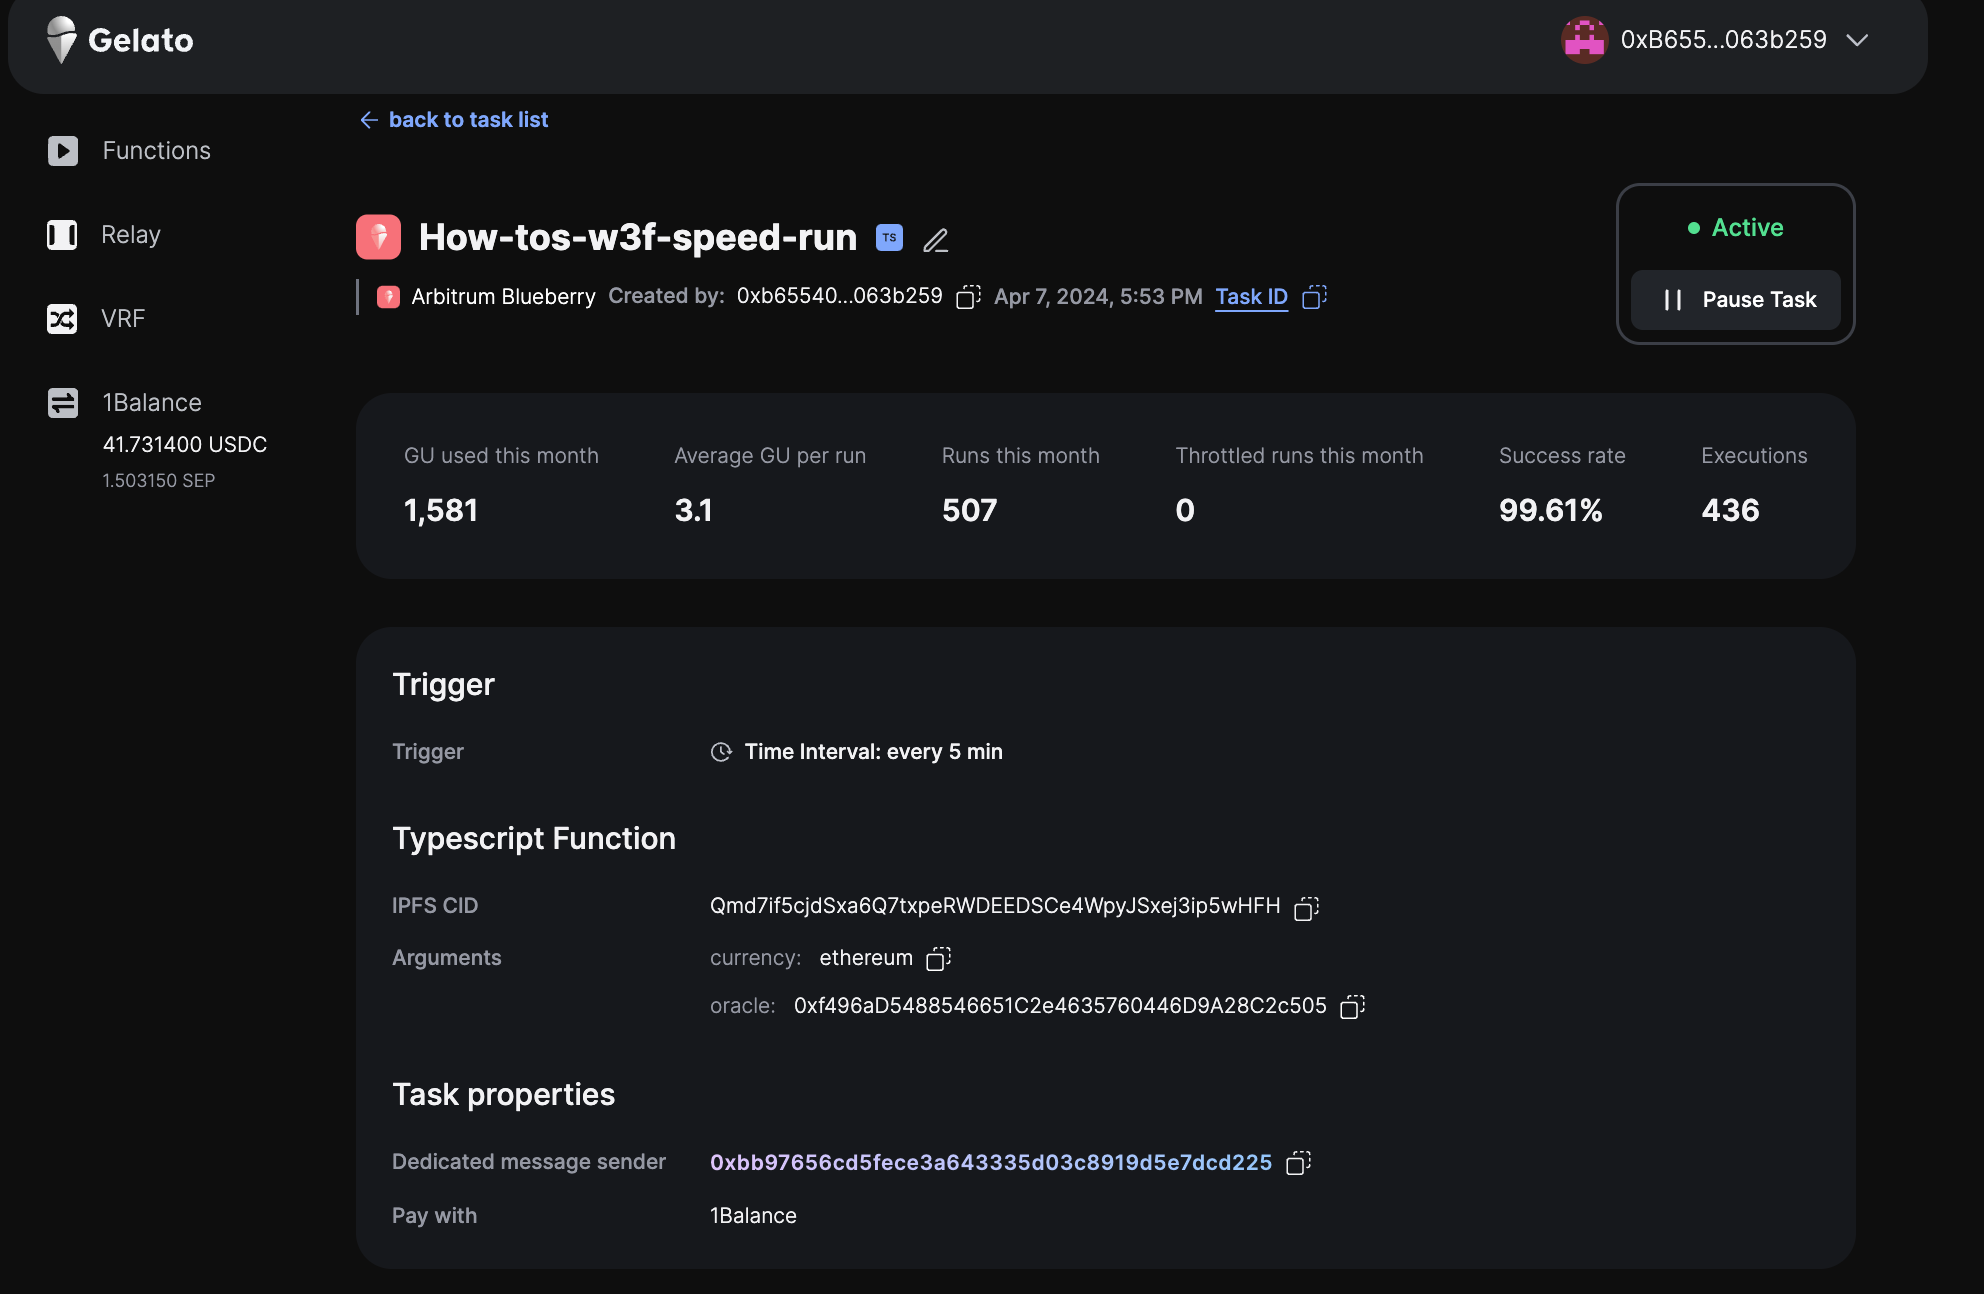 Gelato
0xB655...063b259
back to task list
Functions
Relay
VRF
1Balance
41.731400 USDC
1.503150 SEP
How-tos-w3f-speed-run TS
Arbitrum Blueberry Created by: 0xb65540...063b259 Apr 7, 2024, 5:53 PM Task ID
Active
Pause Task
GU used this month Average GU per run Runs this month Throttled runs this month Success rate Executions
1,581 3.1 507 0 99.61% 436
Trigger
Trigger Time Interval: every 5 min
Typescript Function
IPFS CID Qmd7if5cjdSxa6Q7txpeRWDEEDSCe4WpyJSxej3ip5wHFH
Arguments currency: ethereum
oracle: 0xf496aD5488546651C2e4635760446D9A28C2c505
Task properties
Dedicated message sender 0xbb97656cd5fece3a643335d03c8919d5e7dcd225
Pay with 1Balance